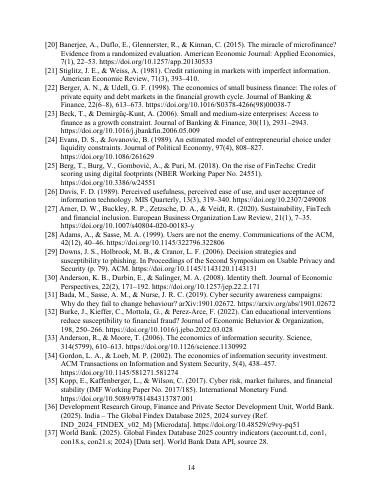 [20] Banerjee, A., Duflo, E., Glennerster, R., & Kinnan, C. (2015). The miracle of microfinance?
Evidence from a randomized evaluation. American Economic Journal: Applied Economics,
7(1), 22–53. https://doi.org/10.1257/app.20130533
[21] Stiglitz, J. E., & Weiss, A. (1981). Credit rationing in markets with imperfect information.
American Economic Review, 71(3), 393–410.
[22] Berger, A. N., & Udell, G. F. (1998). The economics of small business finance: The roles of
private equity and debt markets in the financial growth cycle. Journal of Banking &
Finance, 22(6–8), 613–673. https://doi.org/10.1016/S0378-4266(98)00038-7
[23] Beck, T., & Demirgüç-Kunt, A. (2006). Small and medium-size enterprises: Access to
finance as a growth constraint. Journal of Banking & Finance, 30(11), 2931–2943.
https://doi.org/10.1016/j.jbankfin.2006.05.009
[24] Evans, D. S., & Jovanovic, B. (1989). An estimated model of entrepreneurial choice under
liquidity constraints. Journal of Political Economy, 97(4), 808–827.
https://doi.org/10.1086/261629
[25] Berg, T., Burg, V., Gombović, A., & Puri, M. (2018). On the rise of FinTechs: Credit
scoring using digital footprints (NBER Working Paper No. 24551).
https://doi.org/10.3386/w24551
[26] Davis, F. D. (1989). Perceived usefulness, perceived ease of use, and user acceptance of
information technology. MIS Quarterly, 13(3), 319–340. https://doi.org/10.2307/249008
[27] Arner, D. W., Buckley, R. P., Zetzsche, D. A., & Veidt, R. (2020). Sustainability, FinTech
and financial inclusion. European Business Organization Law Review, 21(1), 7–35.
https://doi.org/10.1007/s40804-020-00183-y
[28] Adams, A., & Sasse, M. A. (1999). Users are not the enemy. Communications of the ACM,
42(12), 40–46. https://doi.org/10.1145/322796.322806
[29] Downs, J. S., Holbrook, M. B., & Cranor, L. F. (2006). Decision strategies and
susceptibility to phishing. In Proceedings of the Second Symposium on Usable Privacy and
Security (p. 79). ACM. https://doi.org/10.1145/1143120.1143131
[30] Anderson, K. B., Durbin, E., & Salinger, M. A. (2008). Identity theft. Journal of Economic
Perspectives, 22(2), 171–192. https://doi.org/10.1257/jep.22.2.171
[31] Bada, M., Sasse, A. M., & Nurse, J. R. C. (2019). Cyber security awareness campaigns:
Why do they fail to change behaviour? arXiv:1901.02672. https://arxiv.org/abs/1901.02672
[32] Burke, J., Kieffer, C., Mottola, G., & Perez-Arce, F. (2022). Can educational interventions
reduce susceptibility to financial fraud? Journal of Economic Behavior & Organization,
198, 250–266. https://doi.org/10.1016/j.jebo.2022.03.028
[33] Anderson, R., & Moore, T. (2006). The economics of information security. Science,
314(5799), 610–613. https://doi.org/10.1126/science.1130992
[34] Gordon, L. A., & Loeb, M. P. (2002). The economics of information security investment.
ACM Transactions on Information and System Security, 5(4), 438–457.
https://doi.org/10.1145/581271.581274
[35] Kopp, E., Kaffenberger, L., & Wilson, C. (2017). Cyber risk, market failures, and financial
stability (IMF Working Paper No. 2017/185). International Monetary Fund.
https://doi.org/10.5089/9781484313787.001
[36] Development Research Group, Finance and Private Sector Development Unit, World Bank.
(2025). India – The Global Findex Database 2025, 2024 survey (Ref.
IND_2024_FINDEX_v02_M) [Microdata]. https://doi.org/10.48529/c9vy-pq51
[37] World Bank. (2025). Global Findex Database 2025 country indicators (account.t.d, con1,
con18.s, con21.s; 2024) [Data set]. World Bank Data API, source 28.
14